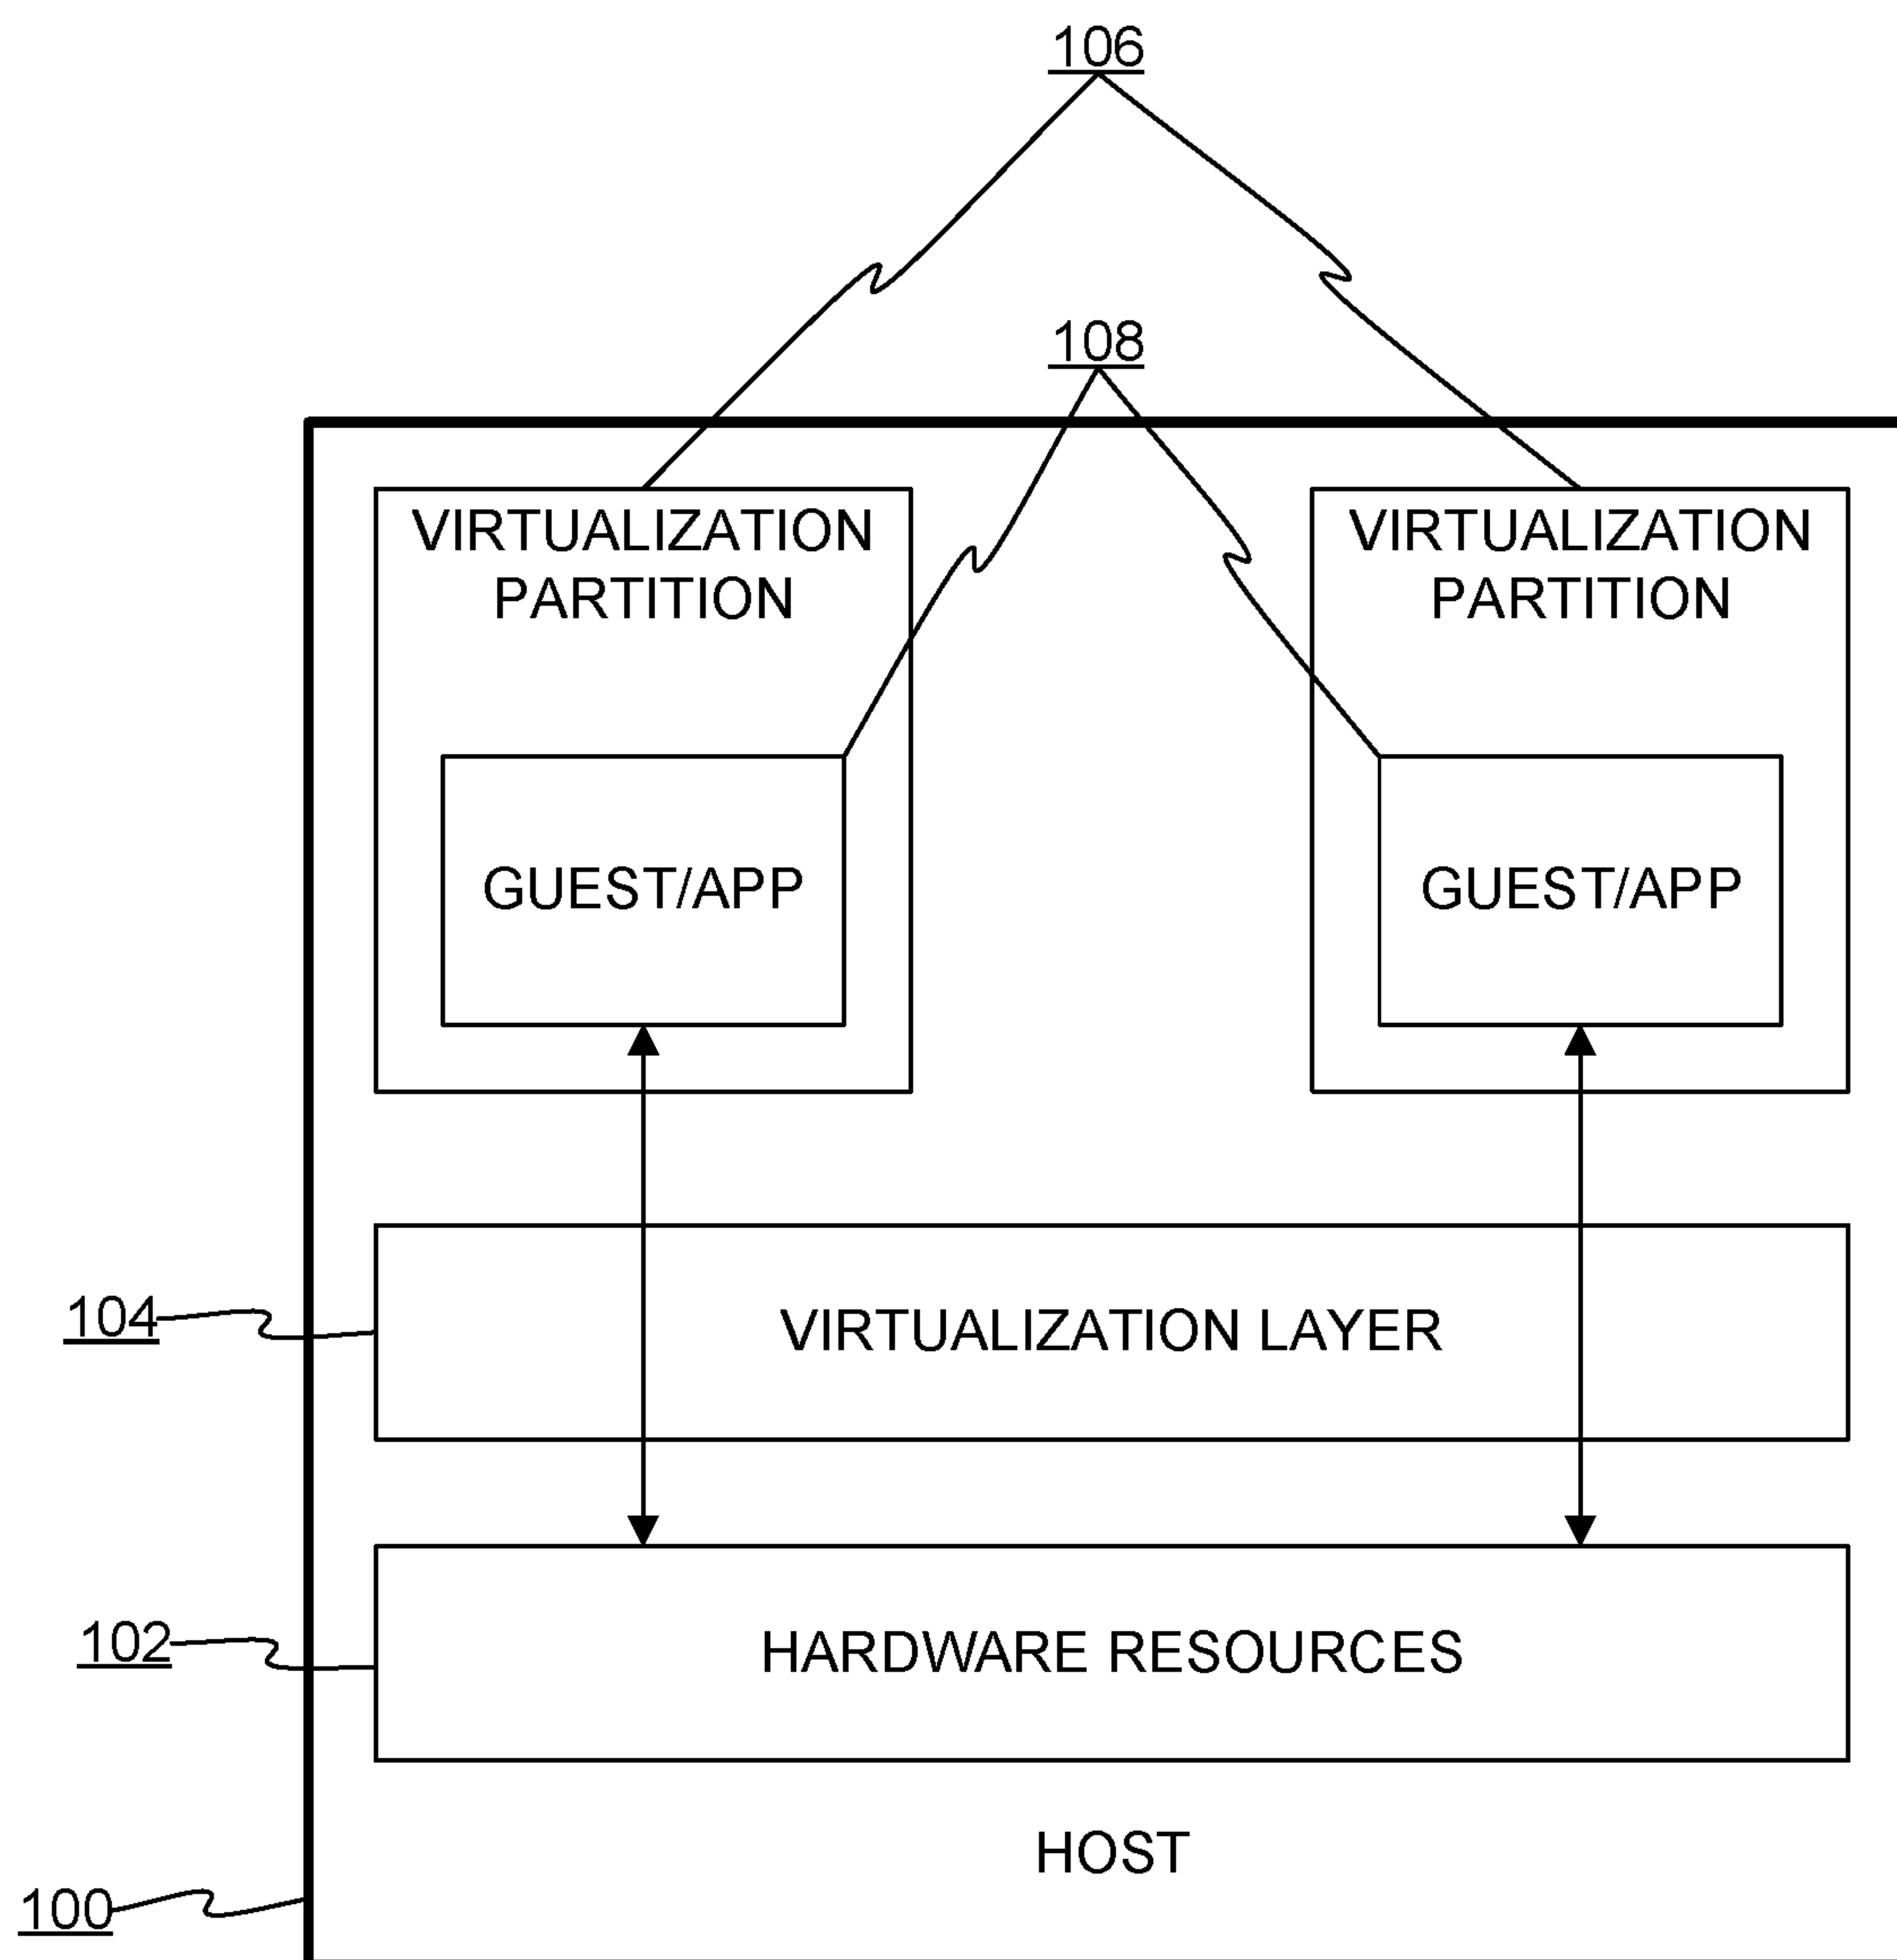 106
108
VIRTUALIZATION
PARTITION
VIRTUALIZATION
PARTITION
GUEST/APP
GUEST/APP
104
VIRTUALIZATION LAYER
102
HARDWARE RESOURCES
HOST
100